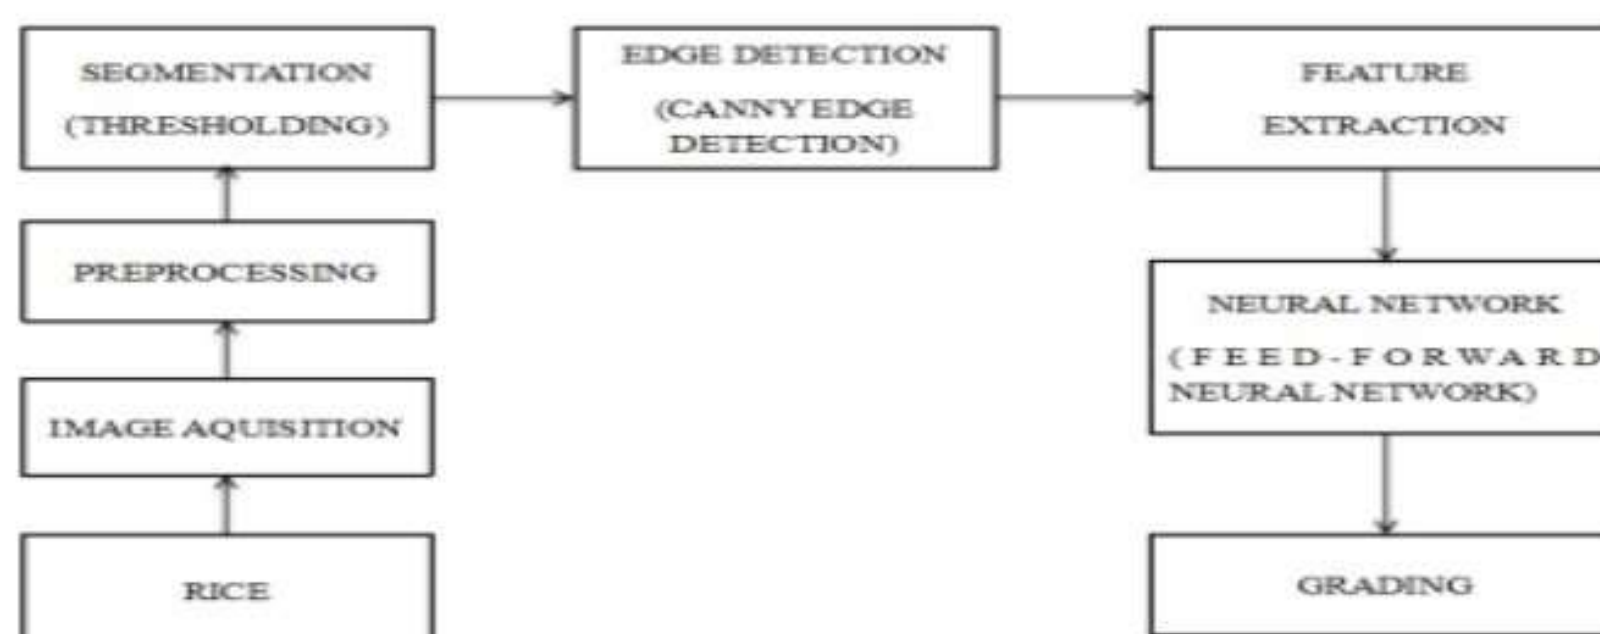 SEGMENTATION
(THRESHOLDING)
EDGE DETECTION
(CANNY EDGE
DETECTION)
FEATURE
EXTRACTION
PREPROCESSING
NEURAL NETWORK
(FEED-FORWARD
NEURAL NETWORK)
IMAGE AQUISITION
RICE
GRADING